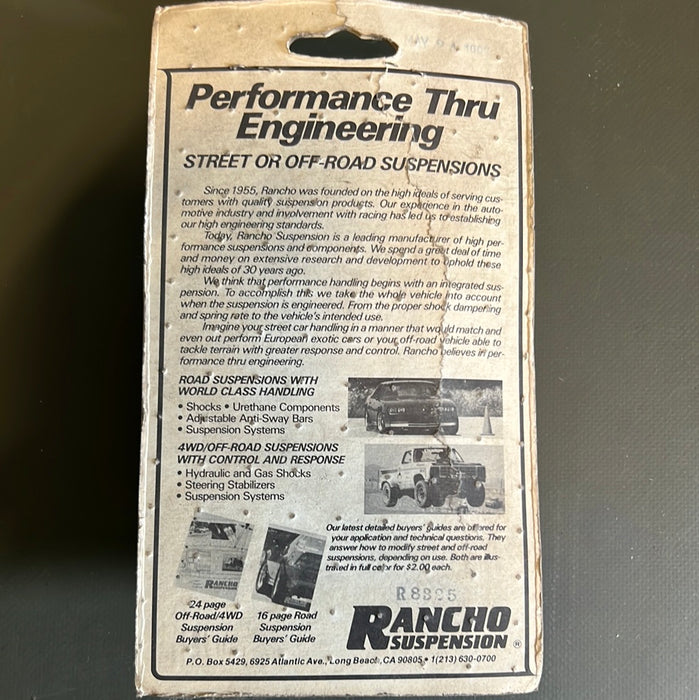 Performance Thru
Engineering
STREET OR OFF-ROAD SUSPENSIONS
Since 1955, Rancho was founded on the high ideals of serving cus-
tomers with quality suspension products. Our experience in the auto-
motive industry and involvement with racing has led us to establishing
our high engineering standards.
Today, Rancho Suspension is a leading manufacturer of high per-
formance suspensions and components. We spend a great deal of time
and money on extensive research and development to uphold these
high ideals of 30 years ago.
We think that performance handling begins with an integrated sus-
pension. To accomplish this we take the whole vehicle into account
when the suspension is engineered. From the proper shock dampening
and spring rate to the vehicle's intended use.
Imagine your street car handling in a manner that would match and
even out perform European exotic cars or your off-road vehicle able to
tackle terrain with greater response and control. Rancho believes in per-
formance thru engineering.
ROAD SUSPENSIONS WITH
WORLD CLASS HANDLING
• Shocks • Urethane Components
• Adjustable Anti-Sway Bars
• Suspension Systems
4WD/OFF-ROAD SUSPENSIONS
WITH CONTROL AND RESPONSE
• Hydraulic and Gas Shocks
• Steering Stabilizers
• Suspension Systems
Our latest detailed buyers' guides are offered for
your application and technical questions. They
answer how to modify street and off-road
suspensions, depending on use. Both are illus-
trated in full color for $2.00 each.
RANCHO
24 page
Off-Road/4WD
Suspension
Buyers' Guide
16 page Road
Suspension
Buyers' Guide
RANCHO
SUSPENSION ®
P.O. Box 5429, 6925 Atlantic Ave., Long Beach, CA 90805 • 1(213) 630-0700